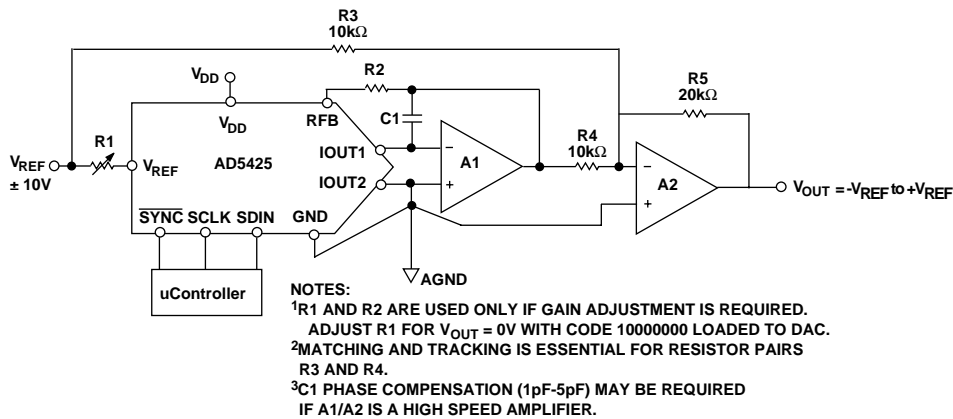 R3
10kΩ
R5
20kΩ
VDD
R2
VDD
RFB
C1
R1
R4
10kΩ
IOUT1
A1
VREF
± 10V
VREF
AD5425
IOUT2
A2
VOUT = -VREF to +VREF
GND
SYNC SCLK SDIN
AGND
uController
NOTES:
1R1 AND R2 ARE USED ONLY IF GAIN ADJUSTMENT IS REQUIRED.
ADJUST R1 FOR VOUT = 0V WITH CODE 10000000 LOADED TO DAC.
2MATCHING AND TRACKING IS ESSENTIAL FOR RESISTOR PAIRS
R3 AND R4.
3C1 PHASE COMPENSATION (1pF-5pF) MAY BE REQUIRED
IF A1/A2 IS A HIGH SPEED AMPLIFIER.